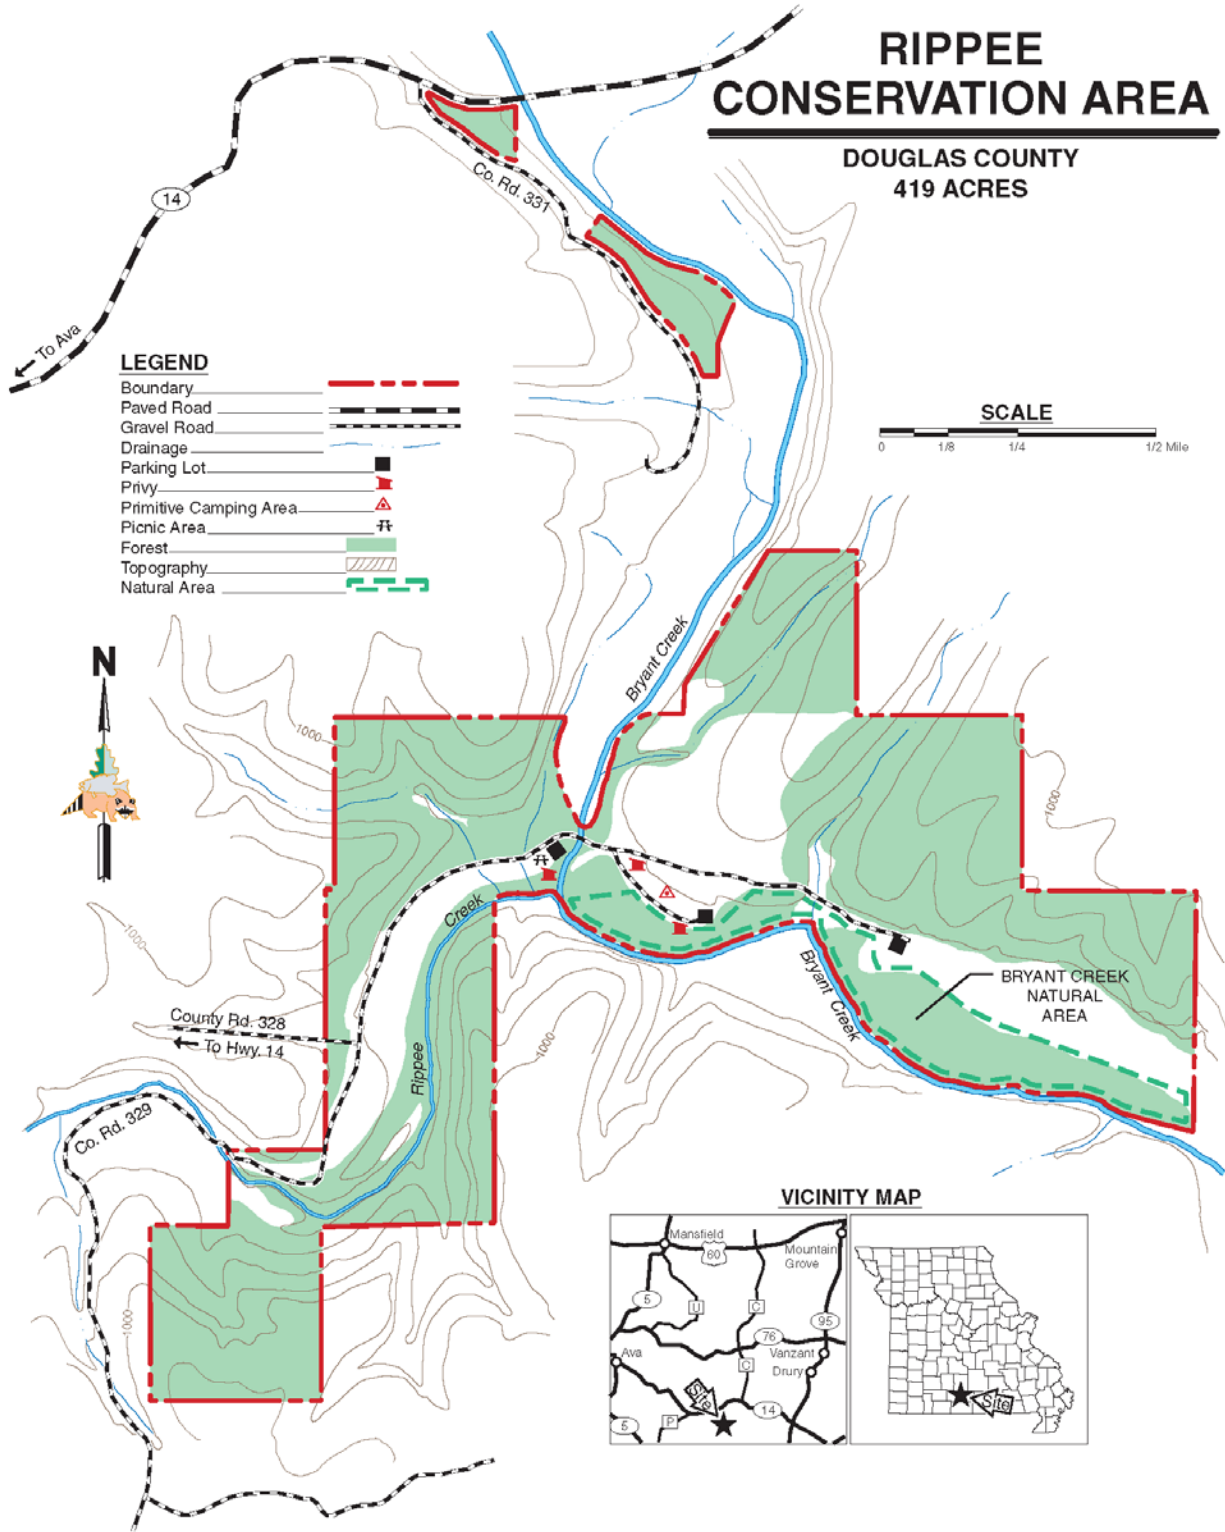 RIPPEE
CONSERVATION AREA
DOUGLAS COUNTY
419 ACRES
14
Co. Rd. 331
To Ava
LEGEND
Boundary
Paved Road
Gravel Road
Drainage
Parking Lot
Privy
Primitive Camping Area
Picnic Area
Forest
Topography
Natural Area
SCALE
0 1/8 1/4 1/2 Mile
N
Bryant Creek
1000
1000
1000
Creek
Rippee
Bryant Creek
BRYANT CREEK
NATURAL
AREA
County Rd. 328
To Hwy. 14
1000
Co. Rd. 329
1000
VICINITY MAP
Mansfield
60
Mountain
Grove
5
U
C
95
76
Ava
Vanzant
C
Drury
Site
14
P
5
Site